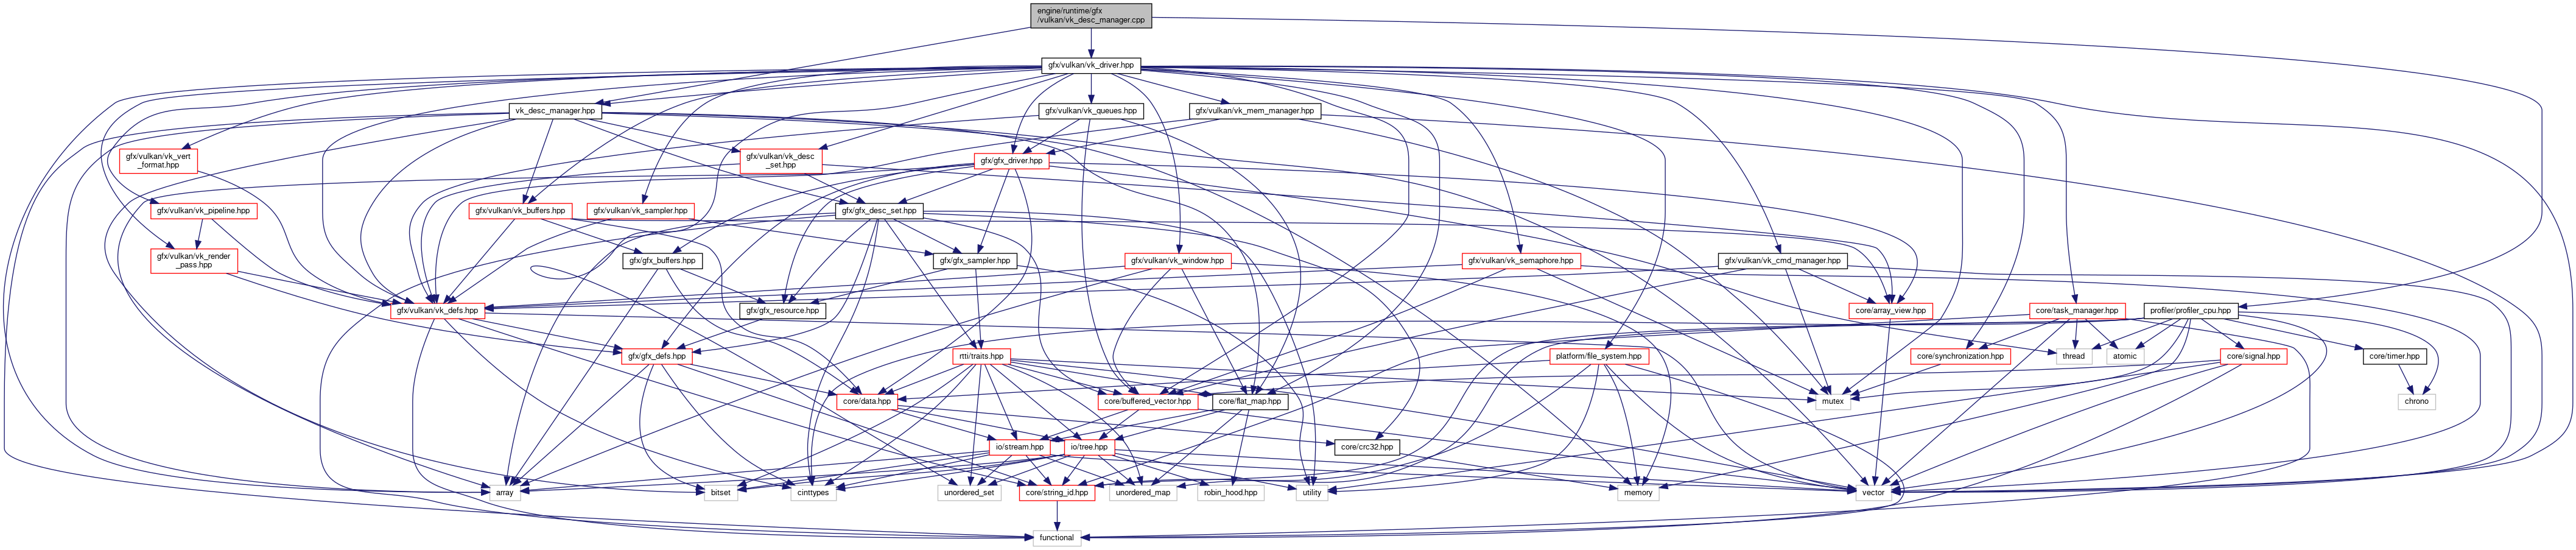 engine/runtime/gfx
/vulkan/vk_desc_manager.cpp
gfx/vulkan/vk_driver.hpp
vk_desc_manager.hpp
gfx/vulkan/vk_queues.hpp
gfx/vulkan/vk_mem_manager.hpp
gfx/vulkan/vk_vert
_format.hpp
gfx/vulkan/vk_desc
_set.hpp
gfx/gfx_driver.hpp
gfx/vulkan/vk_pipeline.hpp
gfx/vulkan/vk_buffers.hpp
gfx/vulkan/vk_sampler.hpp
gfx/gfx_desc_set.hpp
gfx/vulkan/vk_render
_pass.hpp
gfx/gfx_buffers.hpp
gfx/gfx_sampler.hpp
gfx/vulkan/vk_window.hpp
gfx/vulkan/vk_semaphore.hpp
gfx/vulkan/vk_cmd_manager.hpp
gfx/vulkan/vk_defs.hpp
gfx/gfx_resource.hpp
core/array_view.hpp
core/task_manager.hpp
profiler/profiler_cpu.hpp
gfx/gfx_defs.hpp
rtti/traits.hpp
platform/file_system.hpp
core/synchronization.hpp
thread
atomic
core/signal.hpp
core/timer.hpp
core/data.hpp
core/buffered_vector.hpp
core/flat_map.hpp
mutex
chrono
io/stream.hpp
io/tree.hpp
core/crc32.hpp
array
bitset
cinttypes
unordered_set
core/string_id.hpp
unordered_map
robin_hood.hpp
utility
memory
vector
functional